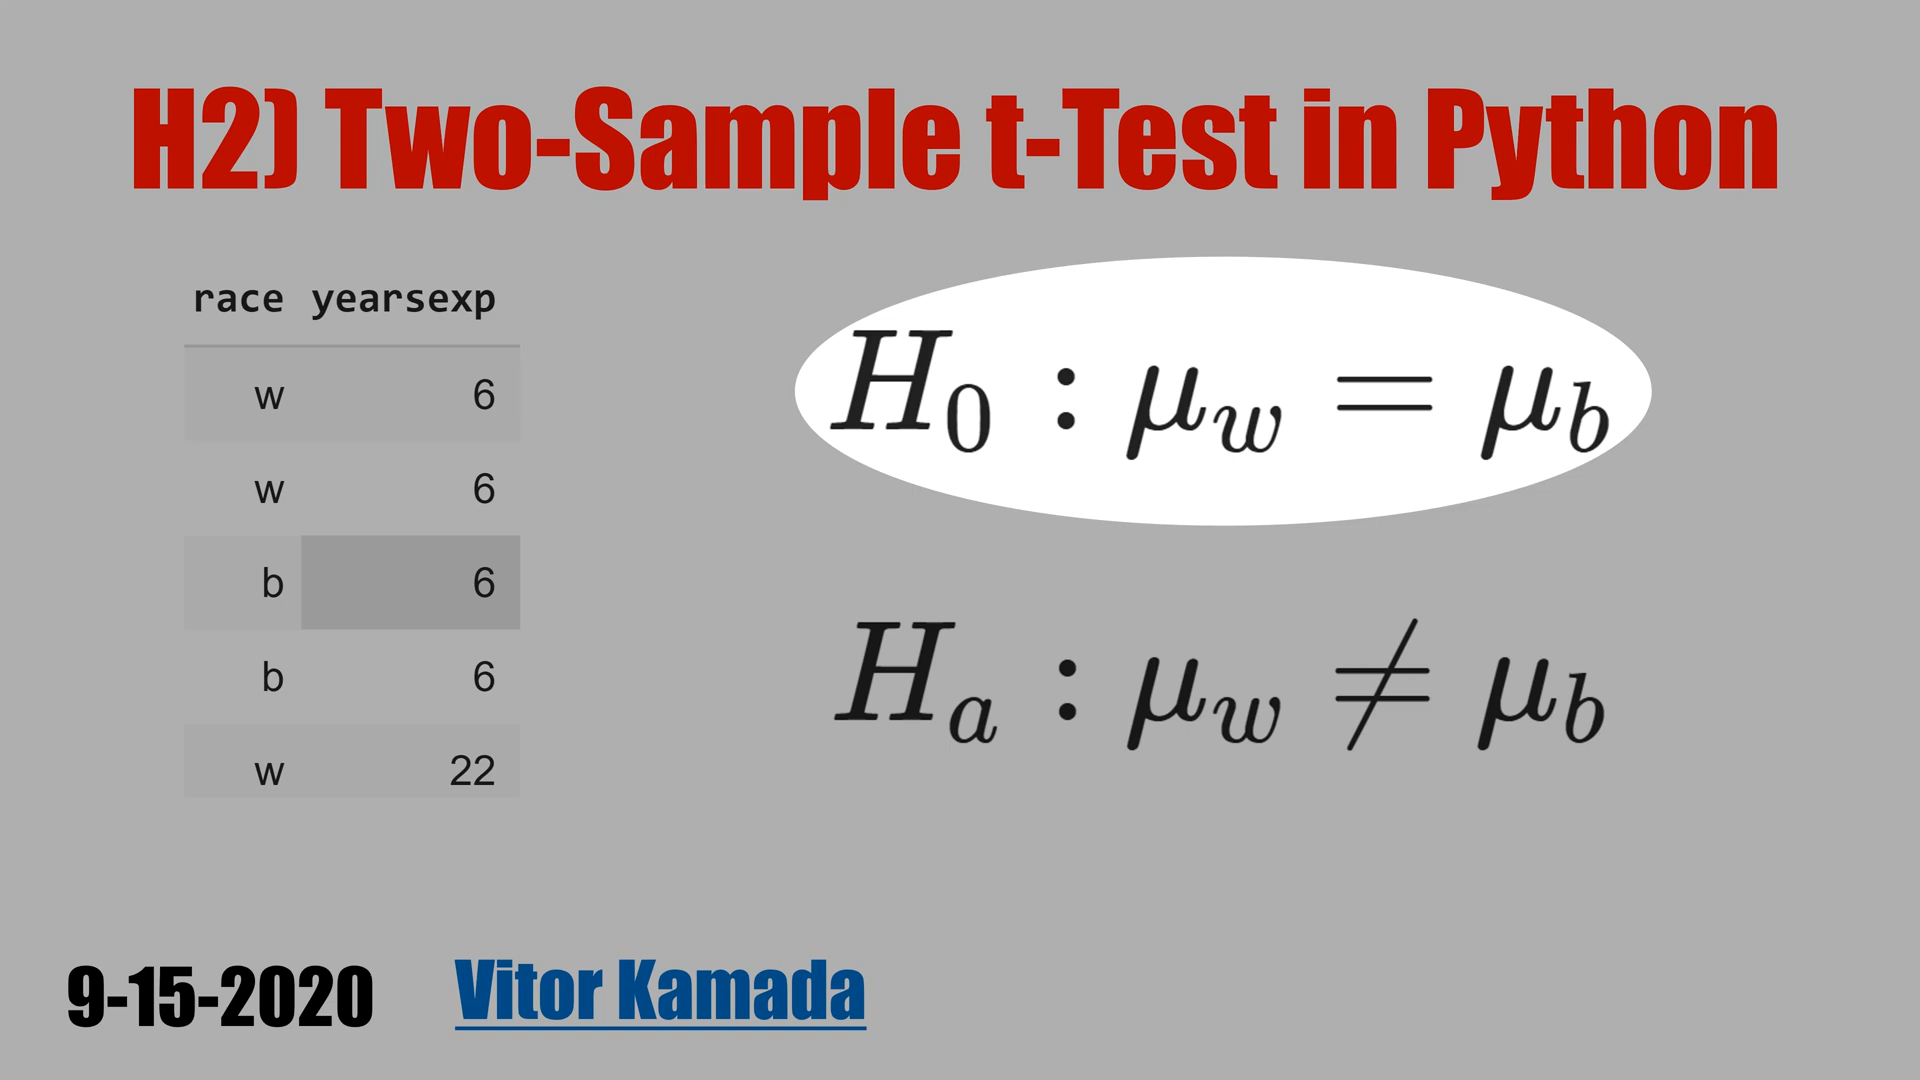 H2) Two-Sample t-Test in Python
race yearsexp
w 6
w 6
b 6
b 6
w 22
H₀ : μ_w = μ_b
Hₐ : μ_w ≠ μ_b
9-15-2020 Vitor Kamada